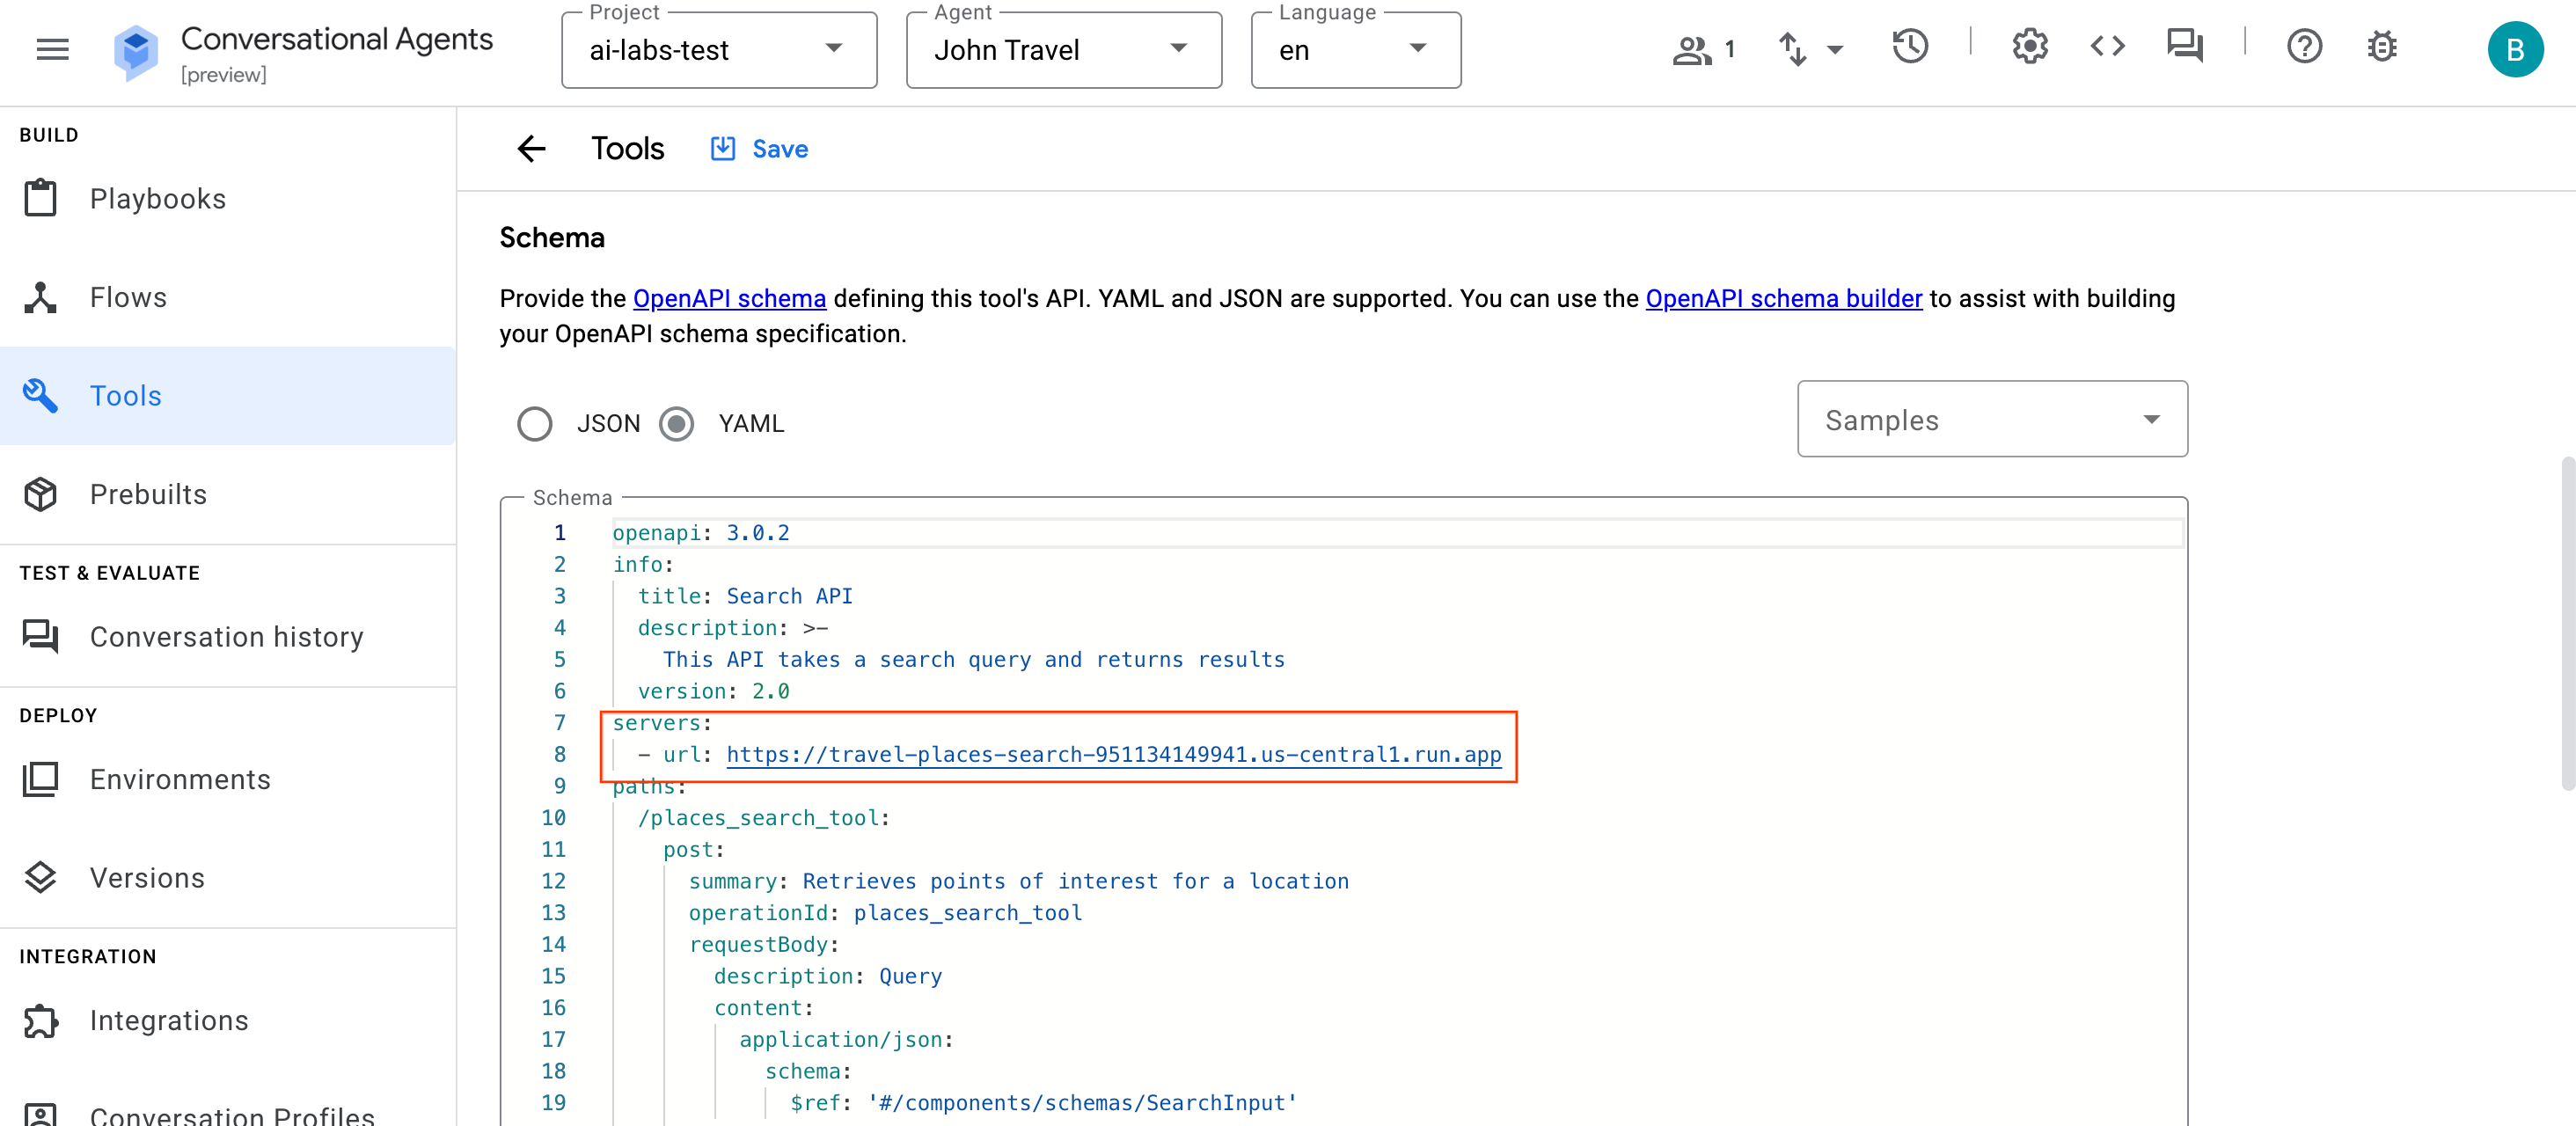 Conversational Agents
[preview]
Project
ai-labs-test
Agent
John Travel
Language
en
1
B
BUILD
Playbooks
Flows
Tools
Prebuilts
TEST & EVALUATE
Conversation history
DEPLOY
Environments
Versions
INTEGRATION
Integrations
Conversation Profiles
Tools
Save
Schema
Provide the OpenAPI schema defining this tool's API. YAML and JSON are supported. You can use the OpenAPI schema builder to assist with building
your OpenAPI schema specification.
JSON
YAML
Samples
Schema
1 openapi: 3.0.2
2 info:
3 title: Search API
4 description: >-
5 This API takes a search query and returns results
6 version: 2.0
7 servers:
8 - url: https://travel-places-search-951134149941.us-central1.run.app
9 paths:
10 /places_search_tool:
11 post:
12 summary: Retrieves points of interest for a location
13 operationId: places_search_tool
14 requestBody:
15 description: Query
16 content:
17 application/json:
18 schema:
19 $ref: '#/components/schemas/SearchInput'